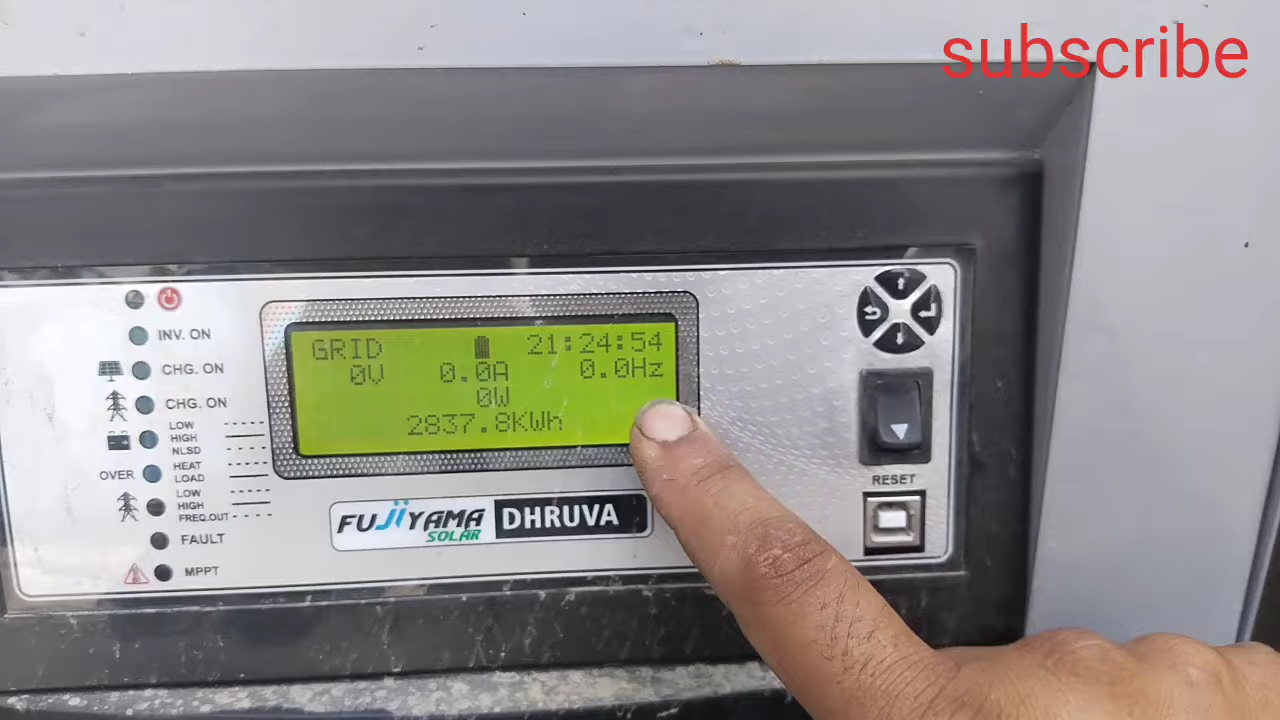 subscribe
INV. ON
CHG. ON
CHG. ON
LOW
HIGH
NLSD
OVER
HEAT
LOAD
LOW
HIGH
FREQ.OUT
FAULT
MPPT
GRID 21:24:54
0V 0.0A 0.0Hz
0W
2837.8KWh
FUJIYAMA
SOLAR
DHRUVA
RESET